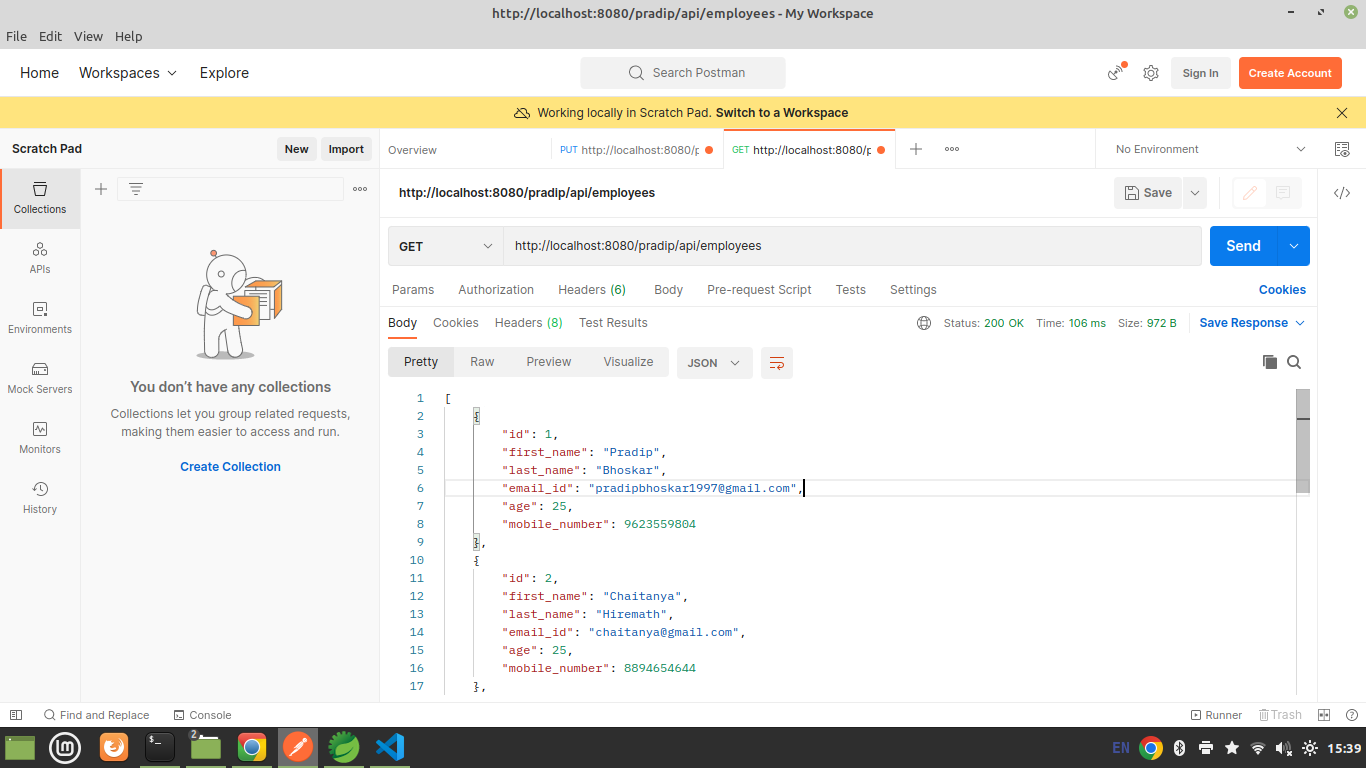 http://localhost:8080/pradip/api/employees - My Workspace
File Edit View Help
Home Workspaces Explore
Search Postman
Sign In
Create Account
Working locally in Scratch Pad. Switch to a Workspace
Scratch Pad
New
Import
Overview
PUT http://localhost:8080/p
GET http://localhost:8080/p
No Environment
Collections
APIs
Environments
Mock Servers
Monitors
History
You don't have any collections
Collections let you group related requests,
making them easier to access and run.
Create Collection
http://localhost:8080/pradip/api/employees
Save
GET
http://localhost:8080/pradip/api/employees
Send
Params Authorization Headers (6) Body Pre-request Script Tests Settings
Cookies
Body Cookies Headers (8) Test Results
Status: 200 OK Time: 106 ms Size: 972 B
Save Response
Pretty Raw Preview Visualize
JSON
1 [
2 {
3 "id": 1,
4 "first_name": "Pradip",
5 "last_name": "Bhoskar",
6 "email_id": "pradipbhoskar1997@gmail.com",
7 "age": 25,
8 "mobile_number": 9623559804
9 },
10 {
11 "id": 2,
12 "first_name": "Chaitanya",
13 "last_name": "Hiremath",
14 "email_id": "chaitanya@gmail.com",
15 "age": 25,
16 "mobile_number": 8894654644
17 },
Find and Replace
Console
Runner
Trash
2
EN
15:39